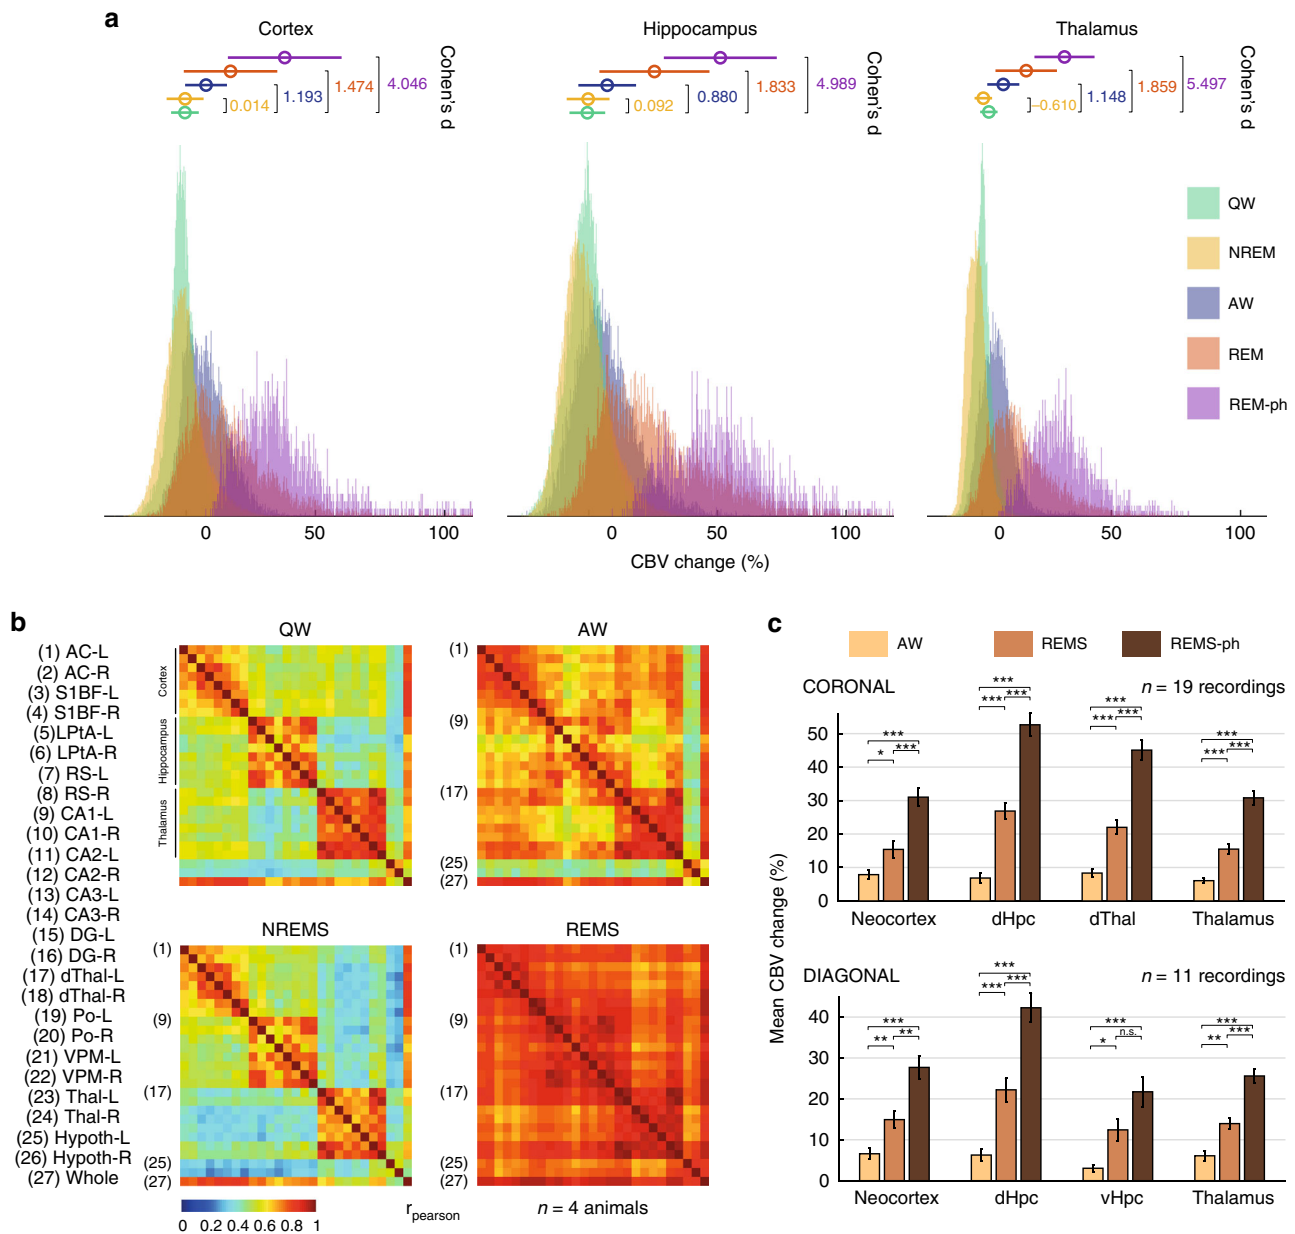 a
Cortex
Hippocampus
Thalamus
0.014
1.193
1.474
4.046
Cohen's d
0.092
0.880
1.833
4.989
Cohen's d
–0.610
1.148
1.859
5.497
Cohen's d
QW
NREM
AW
REM
REM-ph
0 50 100
0 50 100
0 50 100
CBV change (%)
b
(1) AC-L
(2) AC-R
(3) S1BF-L
(4) S1BF-R
(5)LPtA-L
(6) LPtA-R
(7) RS-L
(8) RS-R
(9) CA1-L
(10) CA1-R
(11) CA2-L
(12) CA2-R
(13) CA3-L
(14) CA3-R
(15) DG-L
(16) DG-R
(17) dThal-L
(18) dThal-R
(19) Po-L
(20) Po-R
(21) VPM-L
(22) VPM-R
(23) Thal-L
(24) Thal-R
(25) Hypoth-L
(26) Hypoth-R
(27) Whole
QW
Cortex
Hippocampus
Thalamus
AW
(1)
(9)
(17)
(25)
(27)
NREMS
(1)
(9)
(17)
(25)
(27)
REMS
(1)
(9)
(17)
(25)
(27)
0 0.2 0.4 0.6 0.8 1
rpearson
n = 4 animals
c
AW
REMS
REMS-ph
CORONAL
n = 19 recordings
Mean CBV change (%)
50
40
30
20
10
0
*** * ***
*** *** ***
*** *** ***
*** *** ***
Neocortex dHpc dThal Thalamus
DIAGONAL
n = 11 recordings
40
30
20
10
0
*** ** **
*** *** ***
*** * n.s.
*** ** ***
Neocortex dHpc vHpc Thalamus